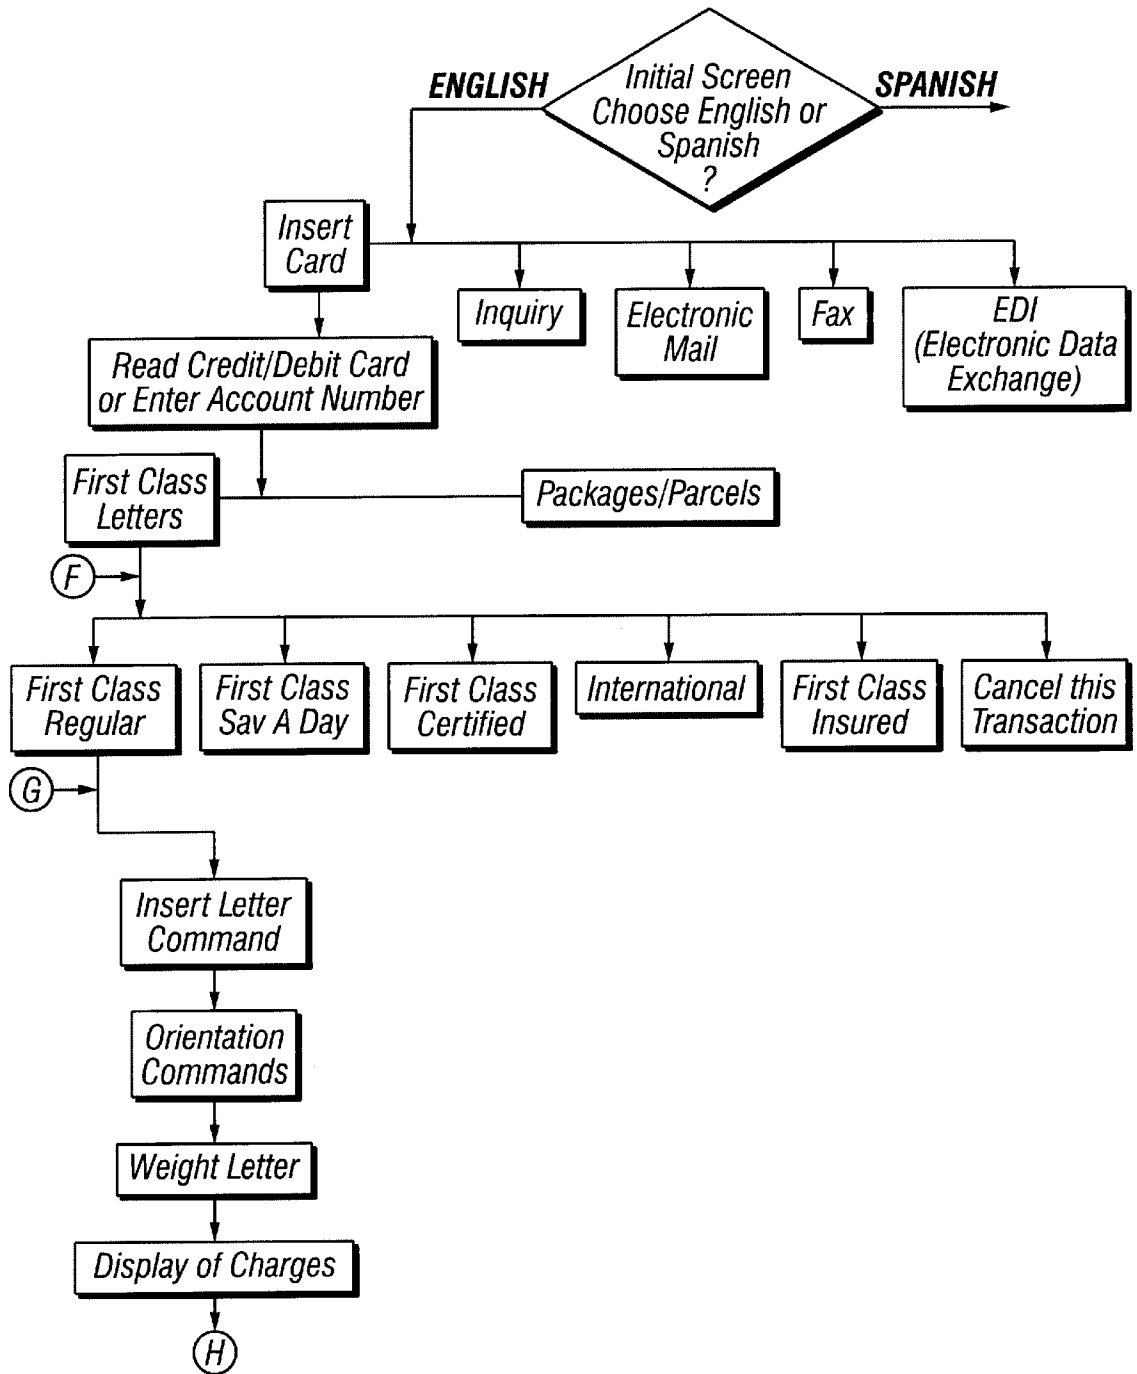 ENGLISH
Initial Screen
Choose English or
Spanish
?
SPANISH
Insert
Card
Inquiry
Electronic
Mail
Fax
EDI
(Electronic Data
Exchange)
Read Credit/Debit Card
or Enter Account Number
First Class
Letters
Packages/Parcels
F
First Class
Regular
First Class
Sav A Day
First Class
Certified
International
First Class
Insured
Cancel this
Transaction
G
Insert Letter
Command
Orientation
Commands
Weight Letter
Display of Charges
H